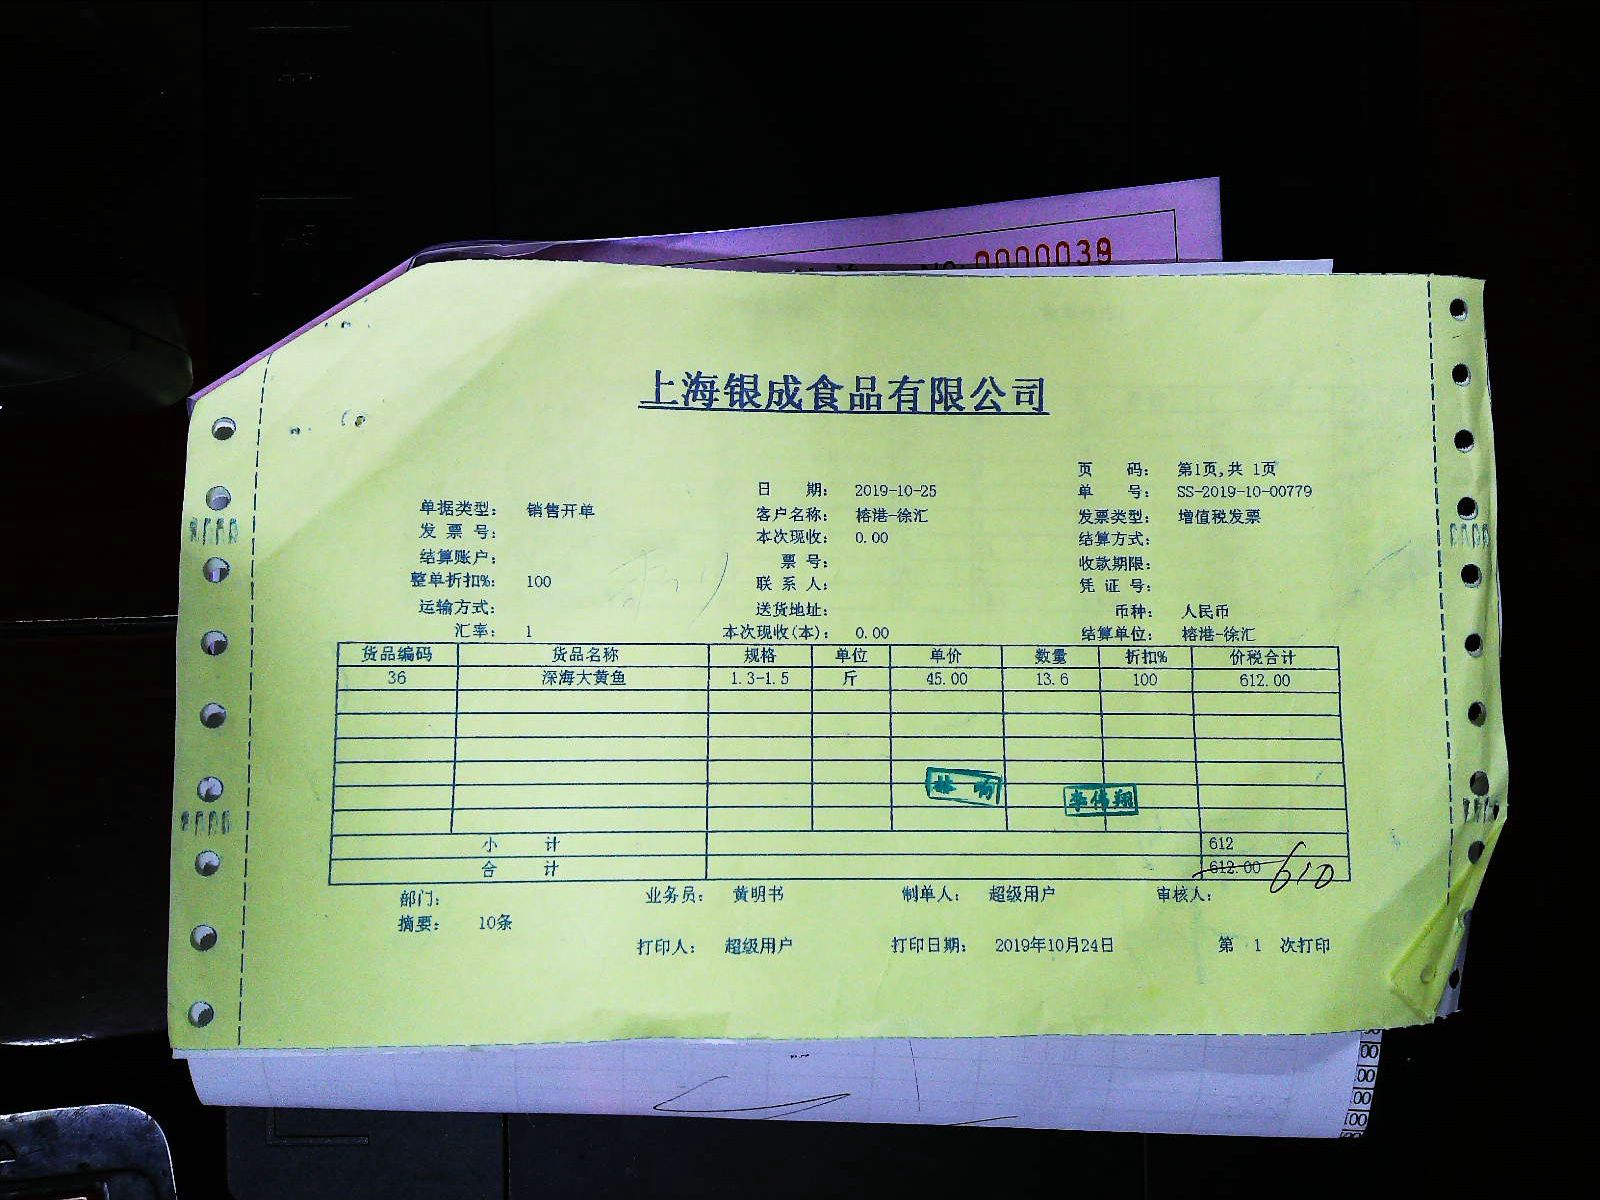 0000039
上海银成食品有限公司
页 码: 第1页,共 1页
日 期: 2019-10-25 单 号: SS-2019-10-00779
单据类型: 销售开单 客户名称: 榕港-徐汇 发票类型: 增值税发票
发 票 号: 本次现收: 0.00 结算方式:
结算账户: 票 号: 收款期限:
整单折扣%: 100 联 系 人: 凭 证 号:
运输方式: 送货地址: 币种: 人民币
汇率: 1 本次现收(本): 0.00 结算单位: 榕港-徐汇
货品编码 货品名称 规格 单位 单价 数量 折扣% 价税合计
36 深海大黄鱼 1.3-1.5 斤 45.00 13.6 100 612.00
李伟翔
小 计 612
合 计 612.00 610
部门: 业务员: 黄明书 制单人: 超级用户 审核人:
摘要: 10条
打印人: 超级用户 打印日期: 2019年10月24日 第 1 次打印